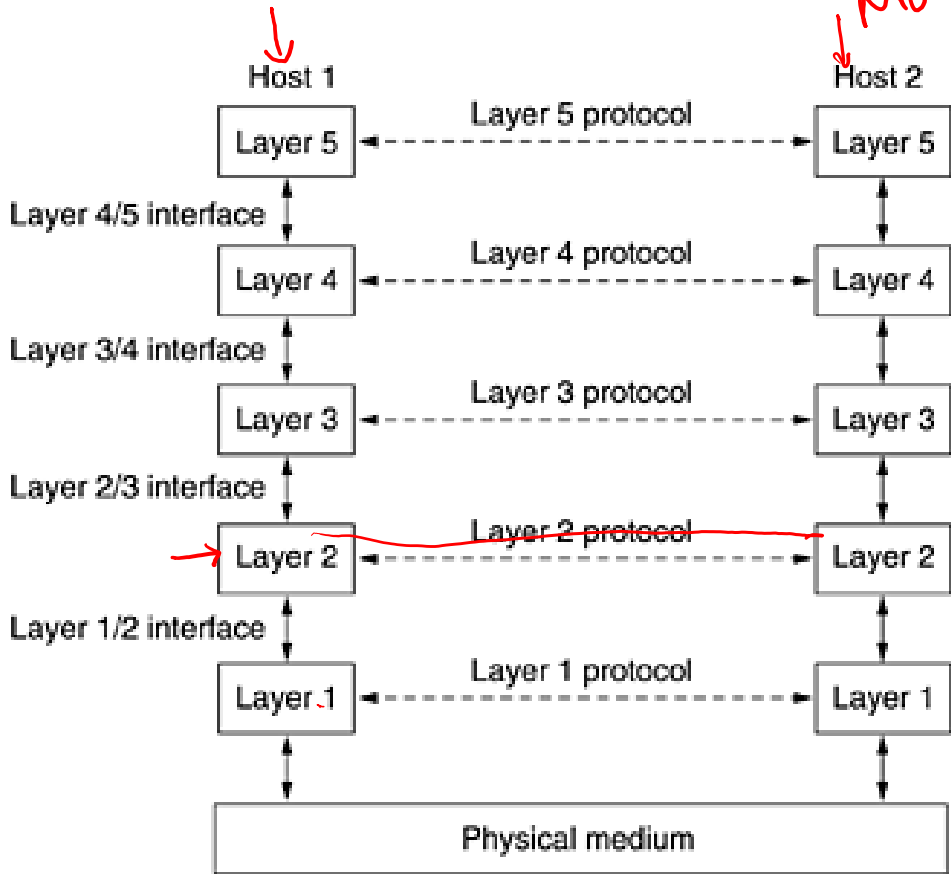 Host 1
Host 2
Layer 5
Layer 5 protocol
Layer 5
Layer 4/5 interface
Layer 4
Layer 4 protocol
Layer 4
Layer 3/4 interface
Layer 3
Layer 3 protocol
Layer 3
Layer 2/3 interface
Layer 2
Layer 2 protocol
Layer 2
Layer 1/2 interface
Layer 1
Layer 1 protocol
Layer 1
Physical medium